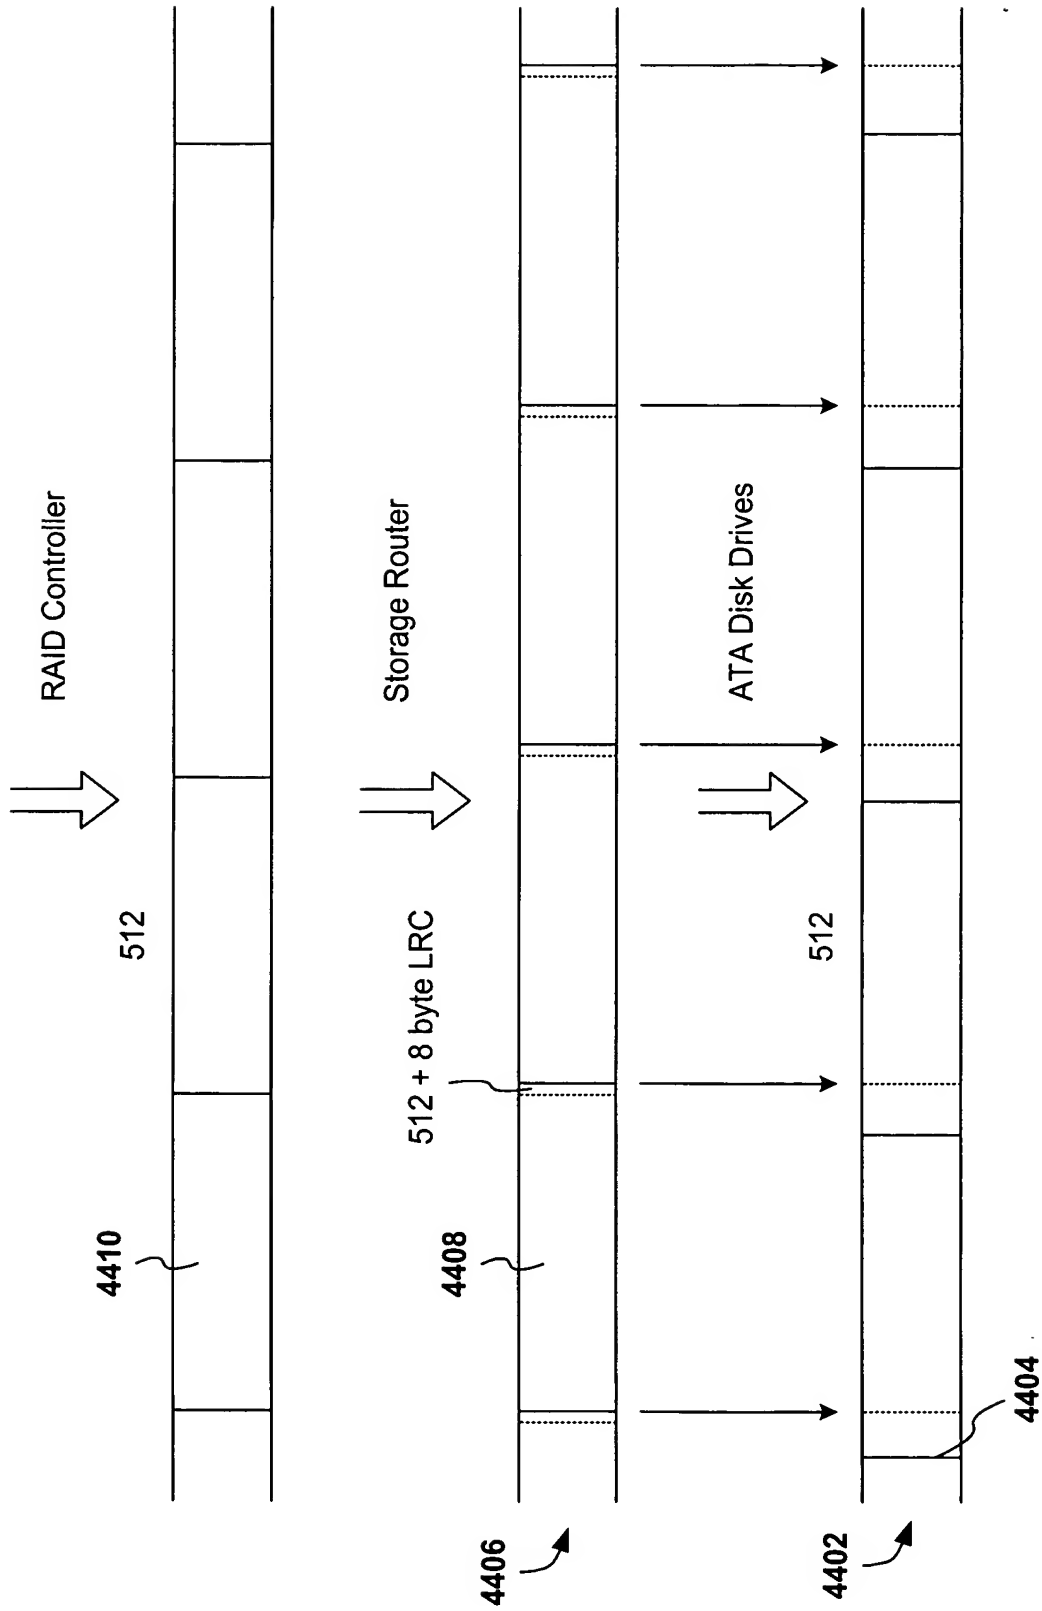 RAID Controller
512
4410
Storage Router
512 + 8 byte LRC
4408
4406
ATA Disk Drives
512
4404
4402